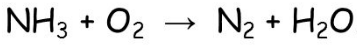 NH₃ + O₂ → N₂ + H₂O